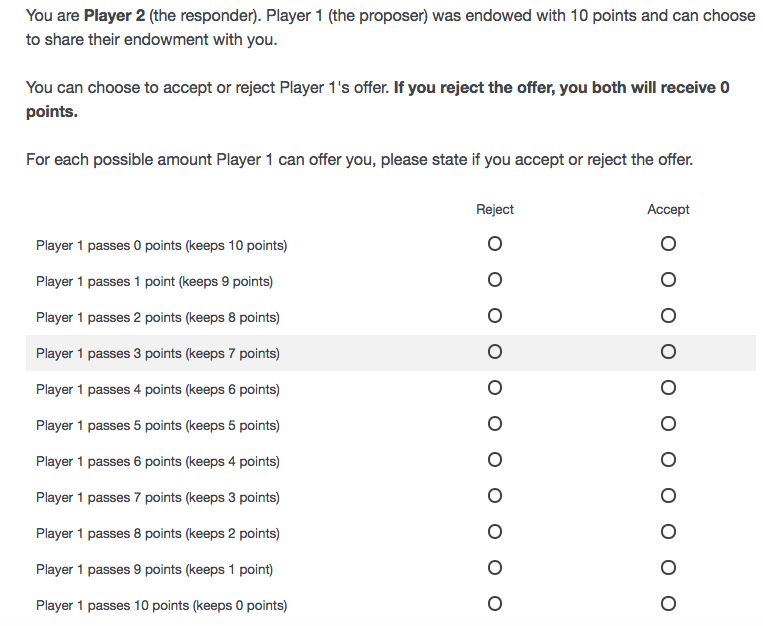 You are Player 2 (the responder). Player 1 (the proposer) was endowed with 10 points and can choose
to share their endowment with you.
You can choose to accept or reject Player 1's offer. If you reject the offer, you both will receive 0
points.
For each possible amount Player 1 can offer you, please state if you accept or reject the offer.
Reject Accept
Player 1 passes 0 points (keeps 10 points)
Player 1 passes 1 point (keeps 9 points)
Player 1 passes 2 points (keeps 8 points)
Player 1 passes 3 points (keeps 7 points)
Player 1 passes 4 points (keeps 6 points)
Player 1 passes 5 points (keeps 5 points)
Player 1 passes 6 points (keeps 4 points)
Player 1 passes 7 points (keeps 3 points)
Player 1 passes 8 points (keeps 2 points)
Player 1 passes 9 points (keeps 1 point)
Player 1 passes 10 points (keeps 0 points)